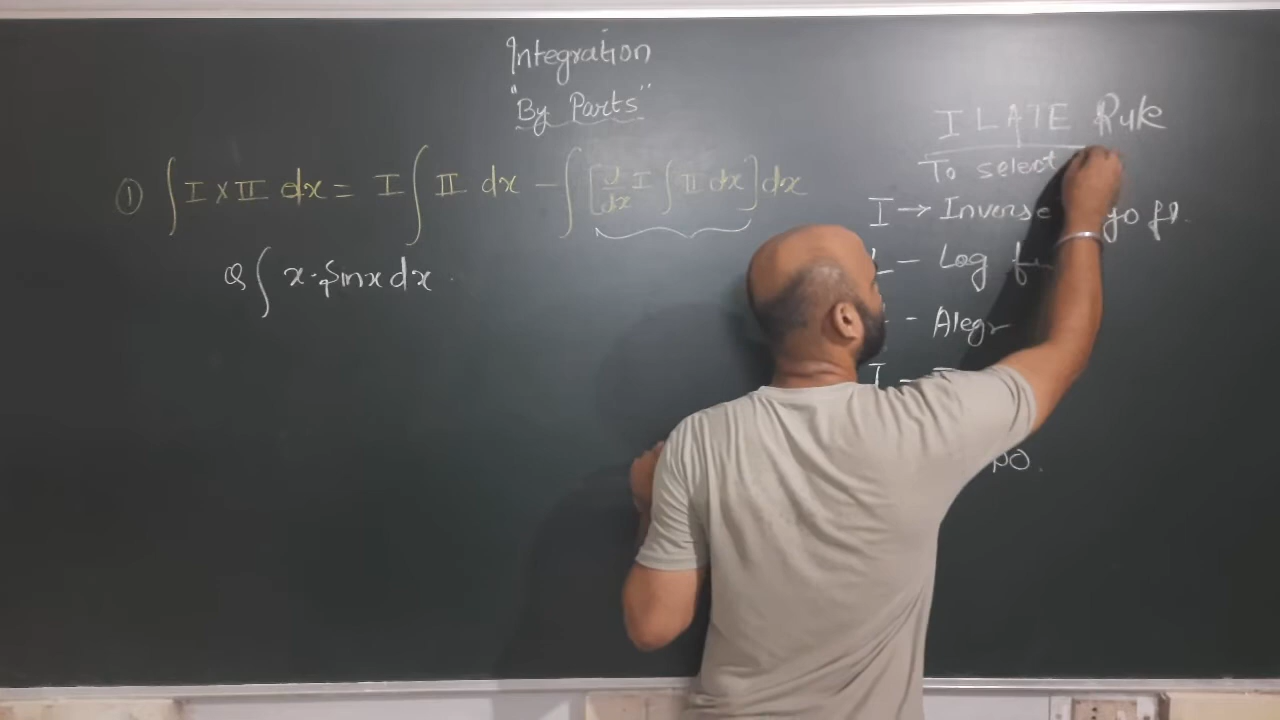 Integration
"By Parts"
① ∫ I × II dx = I ∫ II dx - ∫ [d/dx I ∫ II dx] dx
Q ∫ x·Sinx dx
ILATE Rule
To select
I → Inverse
L - Log
- Alegr